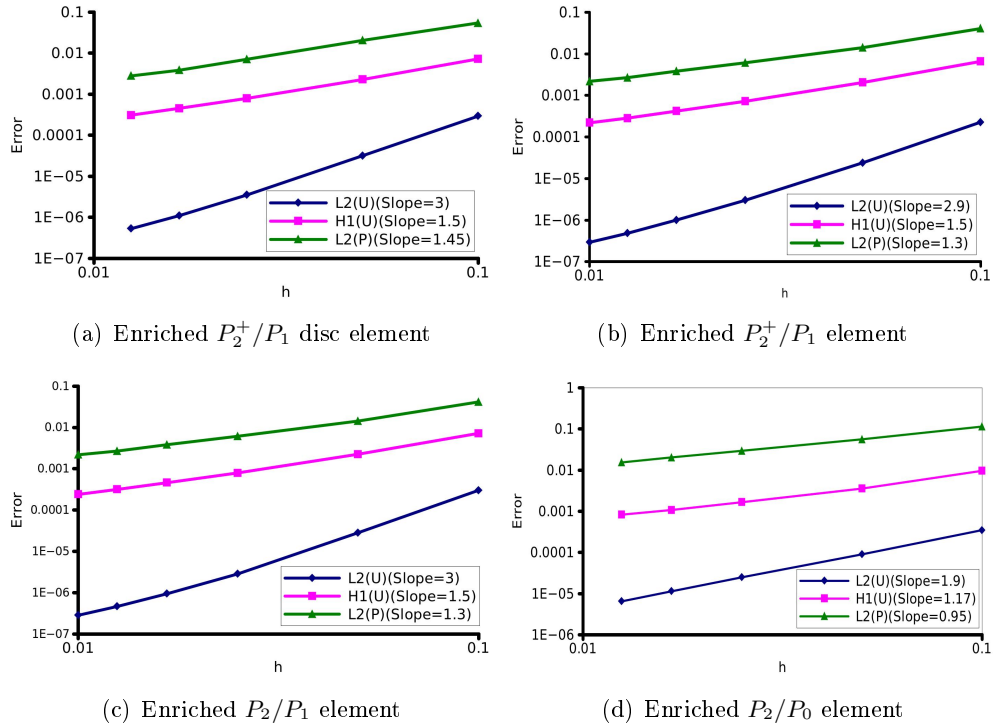 0.1
0.01
0.001
0.0001
1E-05
1E-06
1E-07
Error
0.01
0.1
h
L2(U)(Slope=3)
H1(U)(Slope=1.5)
L2(P)(Slope=1.45)
(a) Enriched P₂⁺/P₁ disc element
0.1
0.01
0.001
0.0001
1E-05
1E-06
1E-07
Error
0.01
0.1
h
L2(U)(Slope=2.9)
H1(U)(Slope=1.5)
L2(P)(Slope=1.3)
(b) Enriched P₂⁺/P₁ element
0.1
0.01
0.001
0.0001
1E-05
1E-06
1E-07
Error
0.01
0.1
h
L2(U)(Slope=3)
H1(U)(Slope=1.5)
L2(P)(Slope=1.3)
(c) Enriched P₂/P₁ element
1
0.1
0.01
0.001
0.0001
1E-05
1E-06
Error
0.01
0.1
h
L2(U)(Slope=1.9)
H1(U)(Slope=1.17)
L2(P)(Slope=0.95)
(d) Enriched P₂/P₀ element